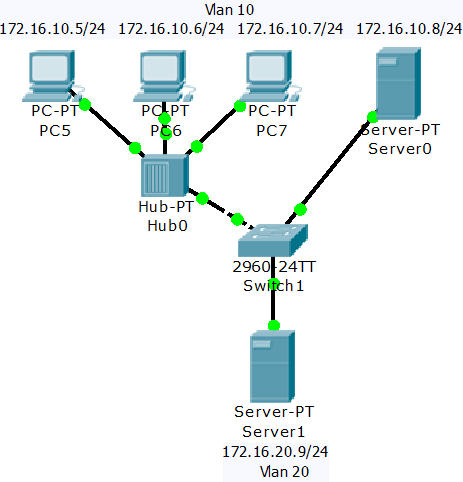 Vlan 10
172.16.10.5/24 172.16.10.6/24 172.16.10.7/24 172.16.10.8/24
PC-PT PC-PT PC-PT Server-PT
PC5 PC6 PC7 Server0
Hub-PT
Hub0
2960-24TT
Switch1
Server-PT
Server1
172.16.20.9/24
Vlan 20